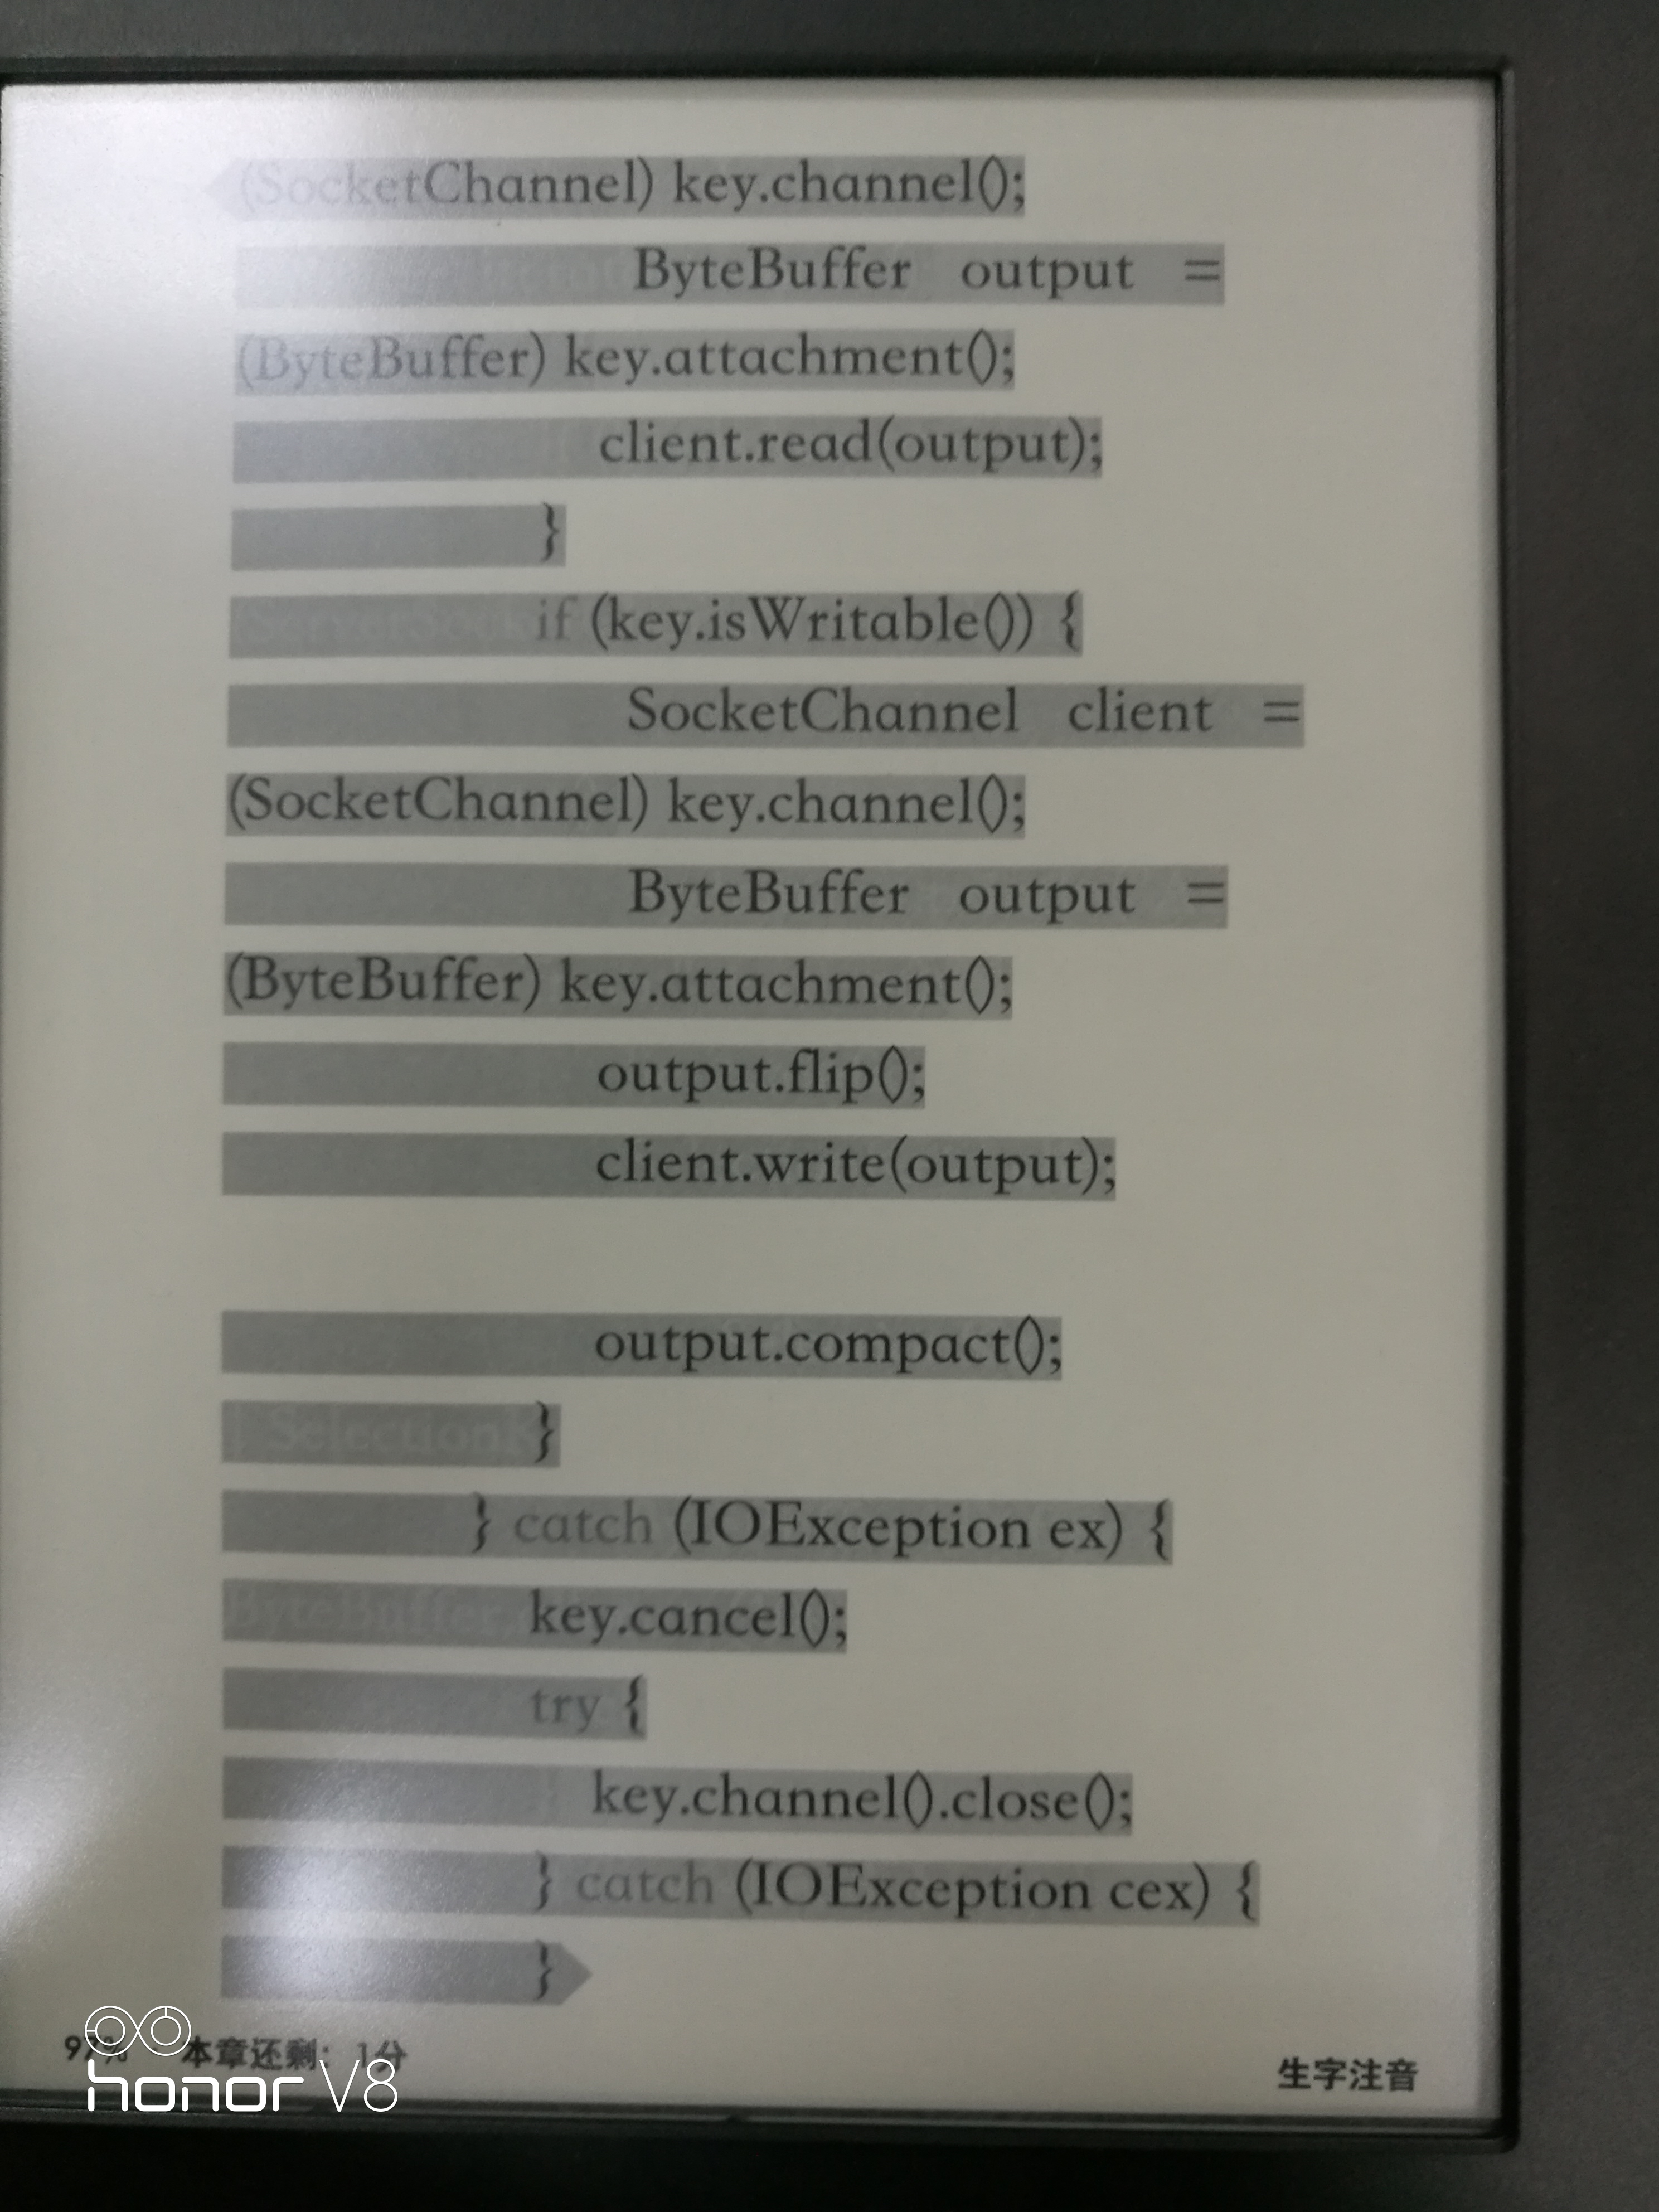 (SocketChannel) key.channel();
ByteBuffer output =
(ByteBuffer) key.attachment();
client.read(output);
}
if (key.isWritable()) {
SocketChannel client =
(SocketChannel) key.channel();
ByteBuffer output =
(ByteBuffer) key.attachment();
output.flip();
client.write(output);
output.compact();
}
} catch (IOException ex) {
key.cancel();
try {
key.channel().close();
} catch (IOException cex) {
}
97% 本章还剩：1分
生字注音
honor V8